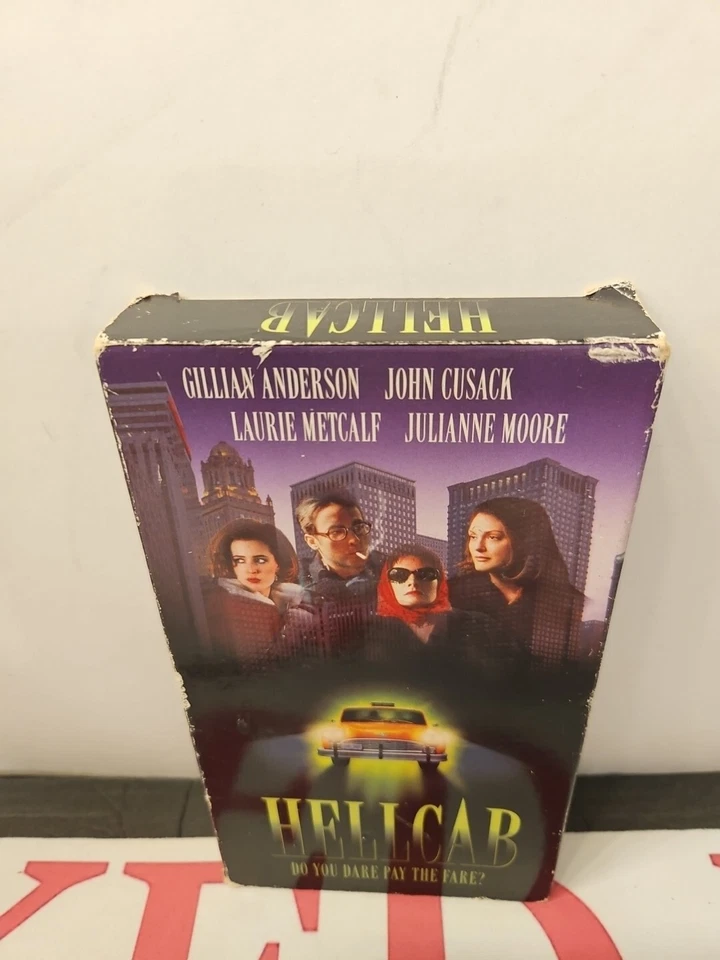 HELLCAB
GILLIAN ANDERSON JOHN CUSACK
LAURIE METCALF JULIANNE MOORE
HELLCAB
DO YOU DARE PAY THE FARE?